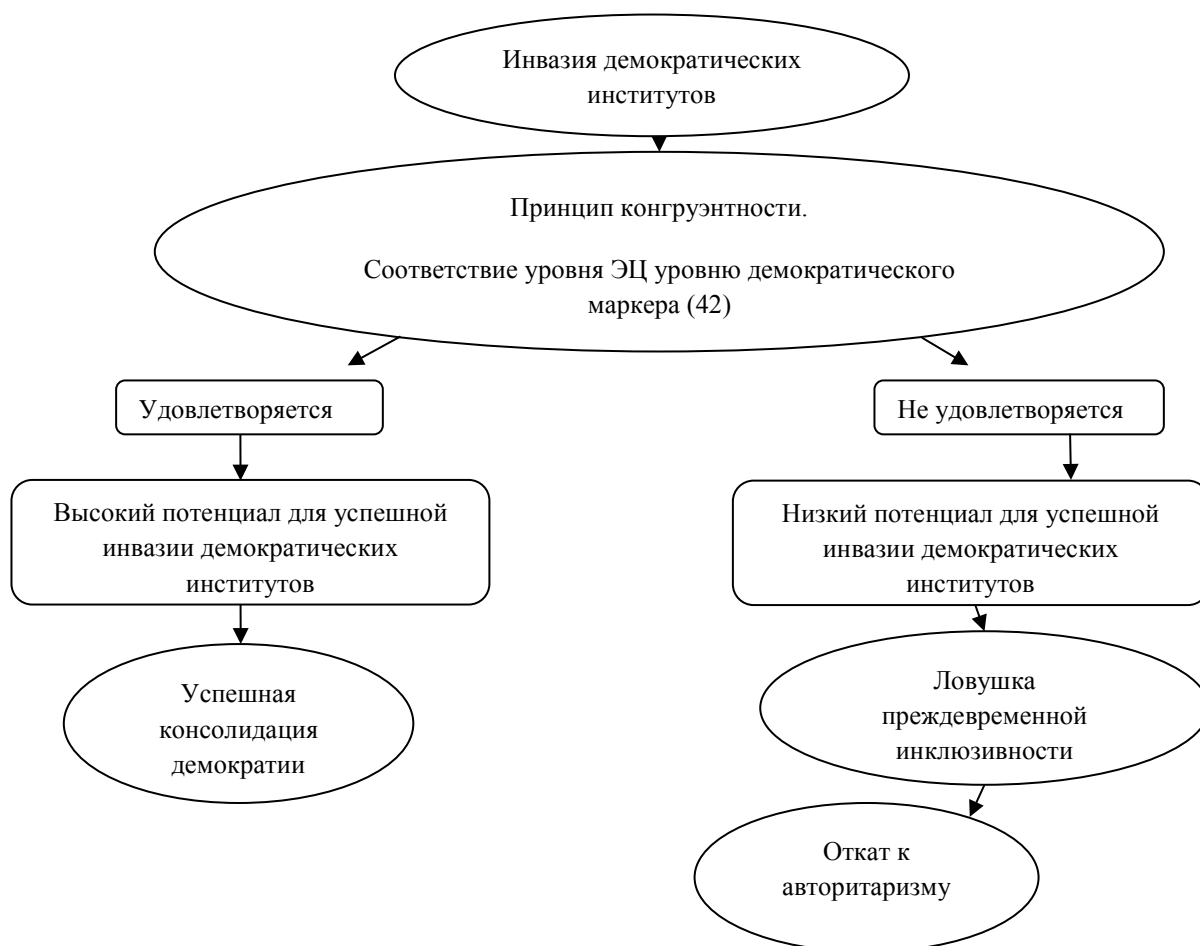 Инвазия демократических
институтов
Принцип конгруэнтности.
Соответствие уровня ЭЦ уровню демократического
маркера (42)
Удовлетворяется
Не удовлетворяется
Высокий потенциал для успешной
инвазии демократических
институтов
Низкий потенциал для успешной
инвазии демократических
институтов
Успешная
консолидация
демократии
Ловушка
преждевременной
инклюзивности
Откат к
авторитаризму